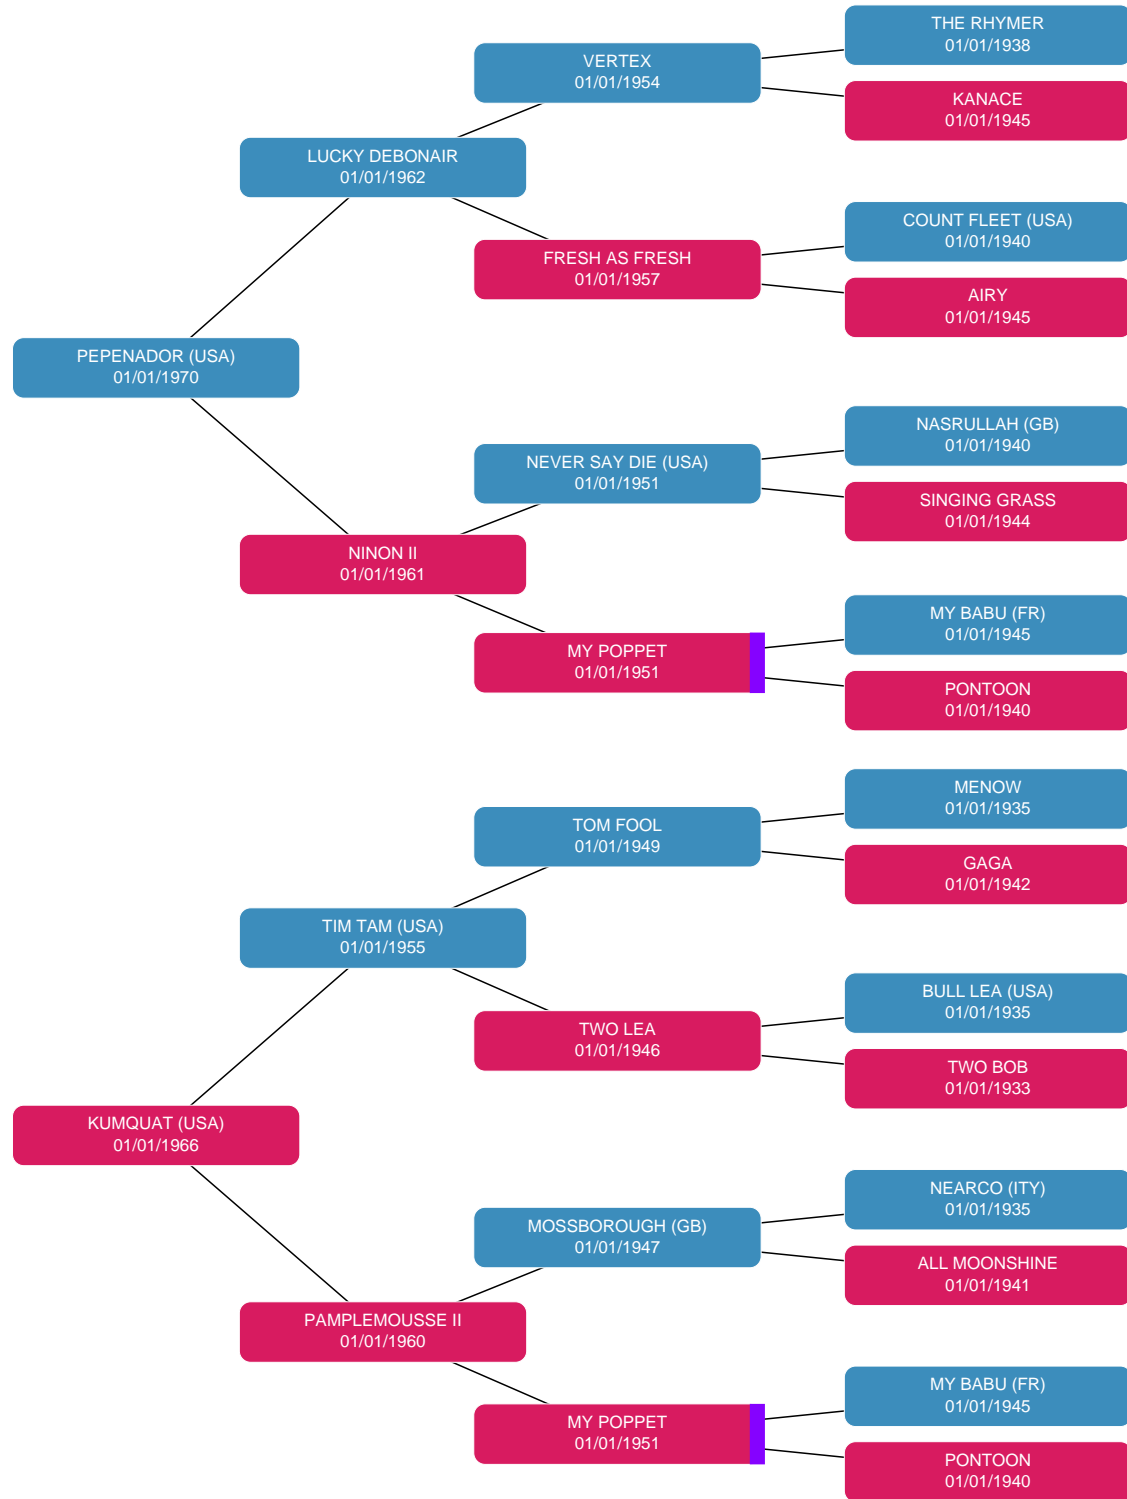 THE RHYMER
01/01/1938
VERTEX
01/01/1954
KANACE
01/01/1945
LUCKY DEBONAIR
01/01/1962
COUNT FLEET (USA)
01/01/1940
FRESH AS FRESH
01/01/1957
AIRY
01/01/1945
PEPENADOR (USA)
01/01/1970
NASRULLAH (GB)
01/01/1940
NEVER SAY DIE (USA)
01/01/1951
SINGING GRASS
01/01/1944
NINON II
01/01/1961
MY BABU (FR)
01/01/1945
MY POPPET
01/01/1951
PONTOON
01/01/1940
MENOW
01/01/1935
TOM FOOL
01/01/1949
GAGA
01/01/1942
TIM TAM (USA)
01/01/1955
BULL LEA (USA)
01/01/1935
TWO LEA
01/01/1946
TWO BOB
01/01/1933
KUMQUAT (USA)
01/01/1966
NEARCO (ITY)
01/01/1935
MOSSBOROUGH (GB)
01/01/1947
ALL MOONSHINE
01/01/1941
PAMPLEMOUSSE II
01/01/1960
MY BABU (FR)
01/01/1945
MY POPPET
01/01/1951
PONTOON
01/01/1940